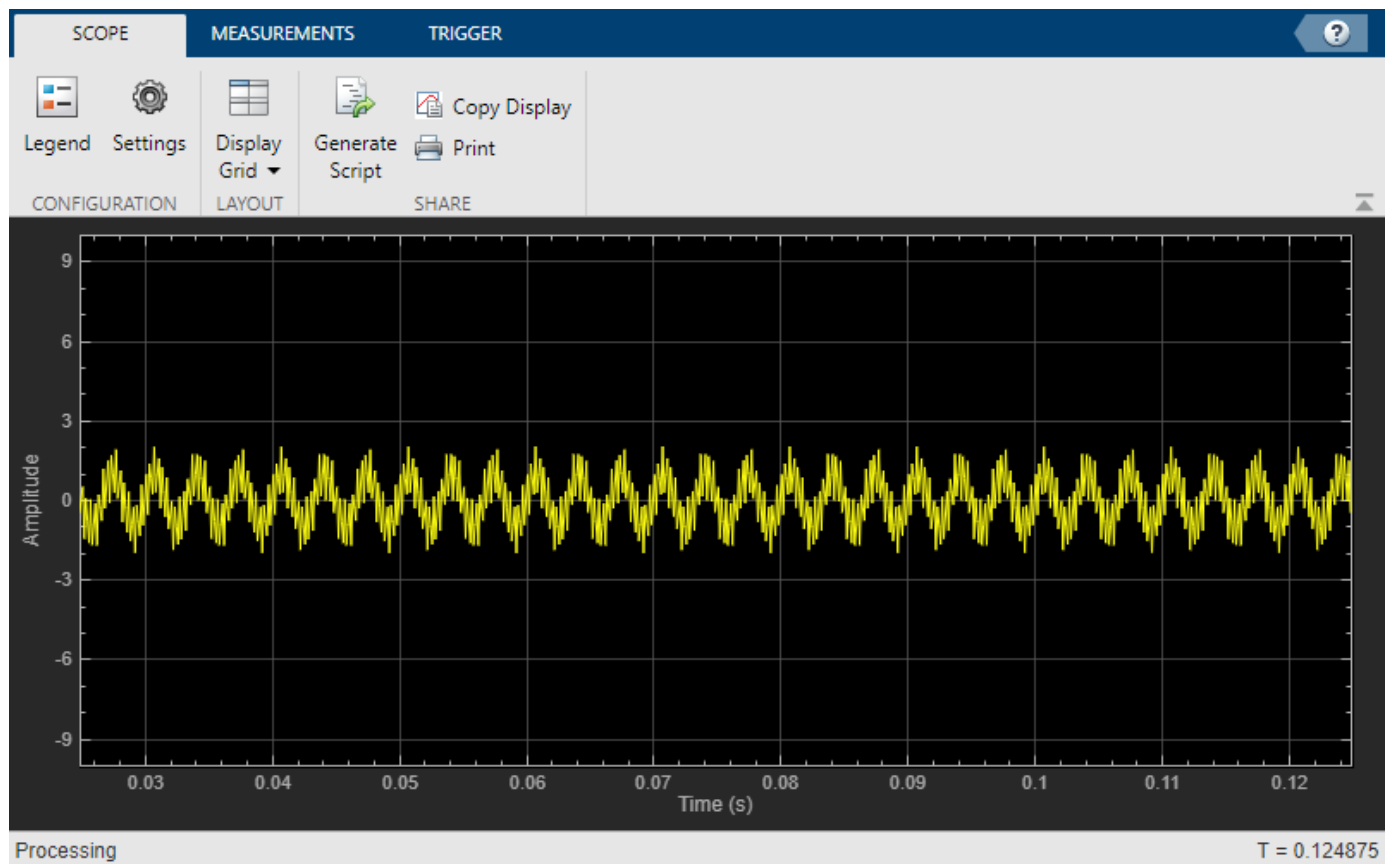 SCOPE MEASUREMENTS TRIGGER ?
Legend Settings Display Grid Generate Script Copy Display
Print
CONFIGURATION LAYOUT SHARE
9
6
3
0
-3
-6
-9
Amplitude
0.03 0.04 0.05 0.06 0.07 0.08 0.09 0.1 0.11 0.12
Time (s)
Processing T = 0.124875